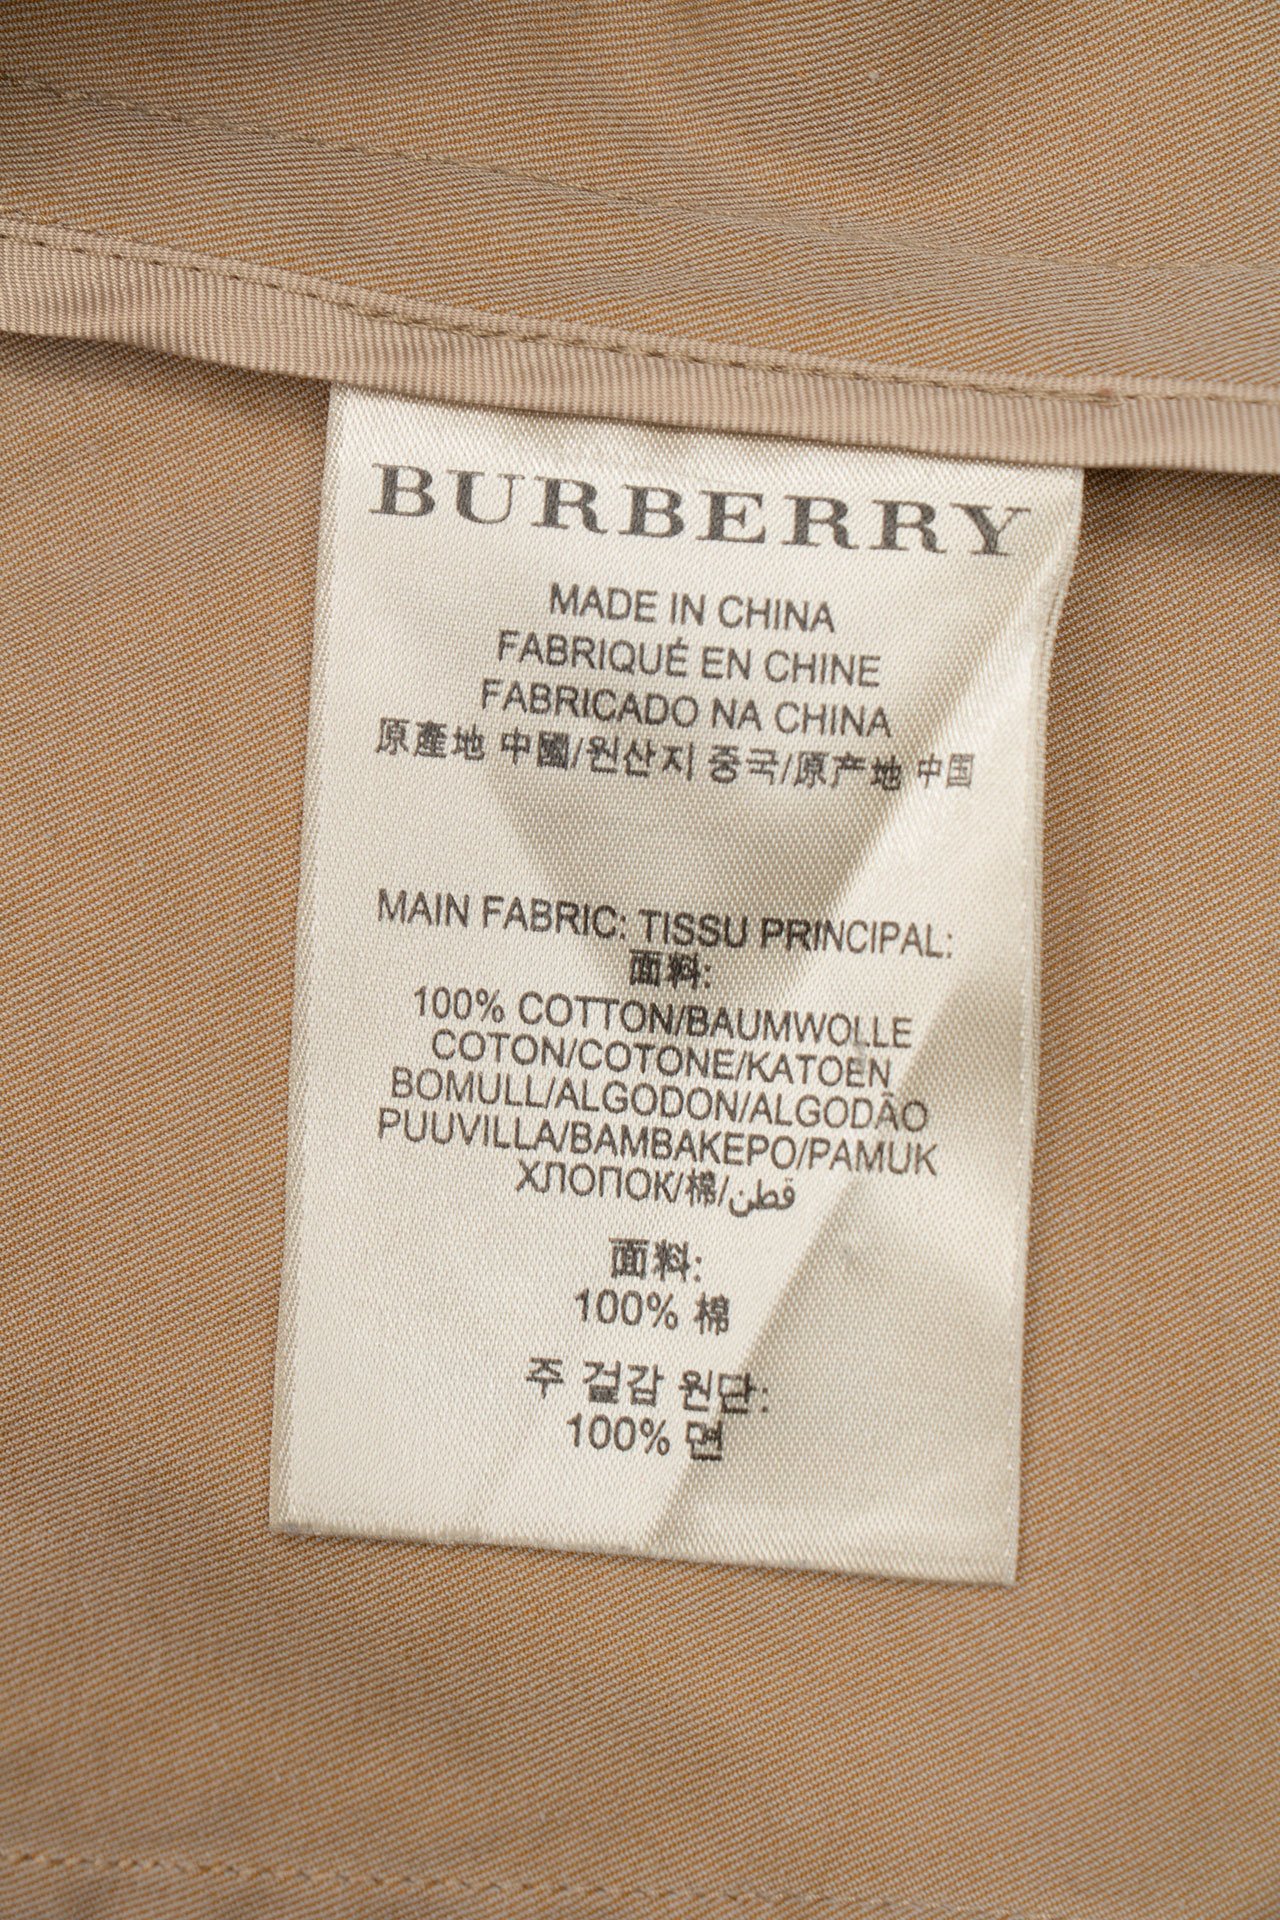 BURBERRY
MADE IN CHINA
FABRIQUÉ EN CHINE
FABRICADO NA CHINA
原產地 中國/원산지 중국/原产地 中国
MAIN FABRIC: TISSU PRINCIPAL:
面料:
100% COTTON/BAUMWOLLE
COTON/COTONE/KATOEN
BOMULL/ALGODON/ALGODÃO
PUUVILLA/ΒΑΜΒΑΚΕΡΟ/PAMUK
ХЛОПОК/棉/قطن
面料:
100% 棉
주 겉감 원단:
100% 면